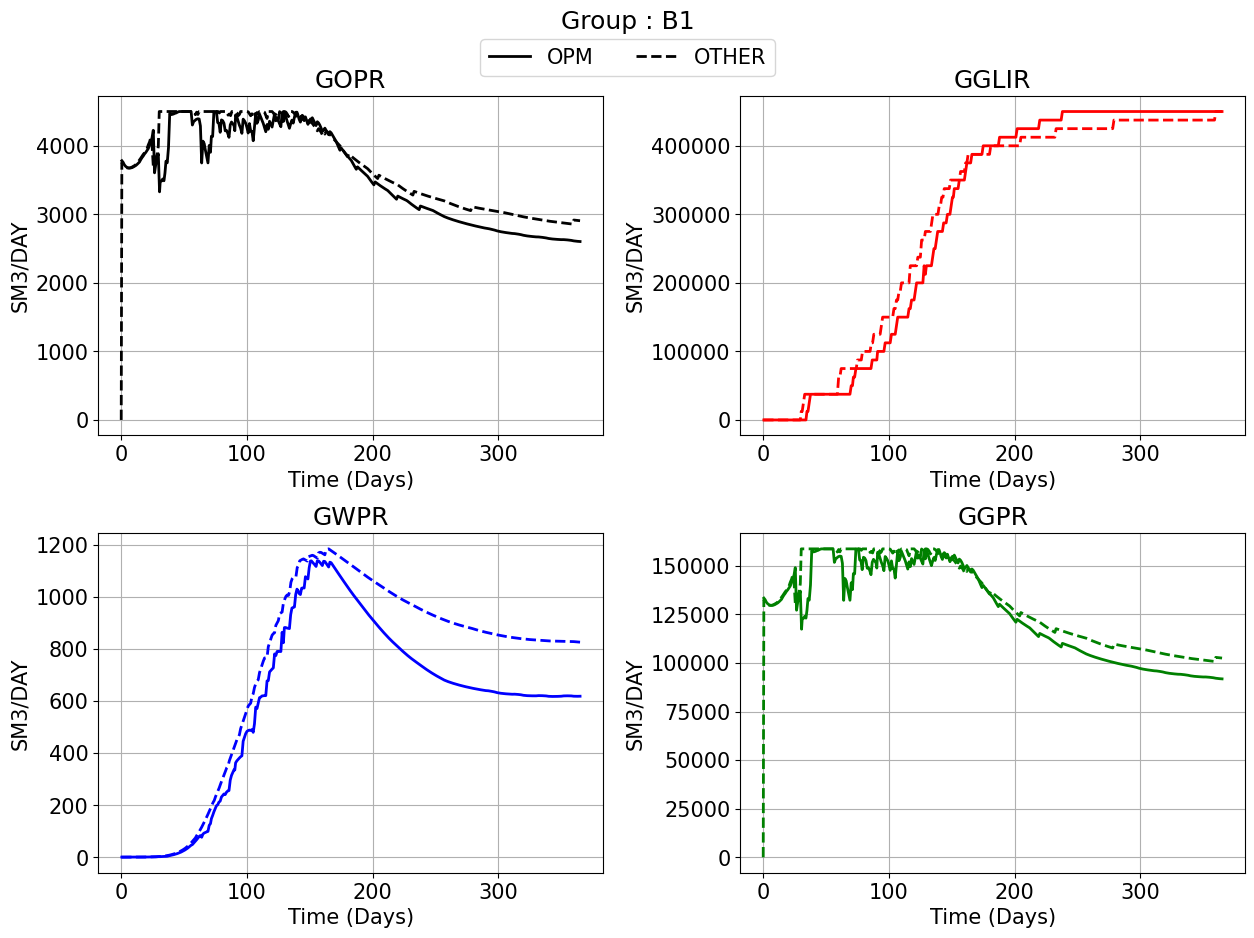 Group : B1
OPM OTHER
GOPR
SM3/DAY
4000
3000
2000
1000
0
0 100 200 300
Time (Days)
GGLIR
SM3/DAY
400000
300000
200000
100000
0
0 100 200 300
Time (Days)
GWPR
SM3/DAY
1200
1000
800
600
400
200
0
0 100 200 300
Time (Days)
GGPR
SM3/DAY
150000
125000
100000
75000
50000
25000
0
0 100 200 300
Time (Days)